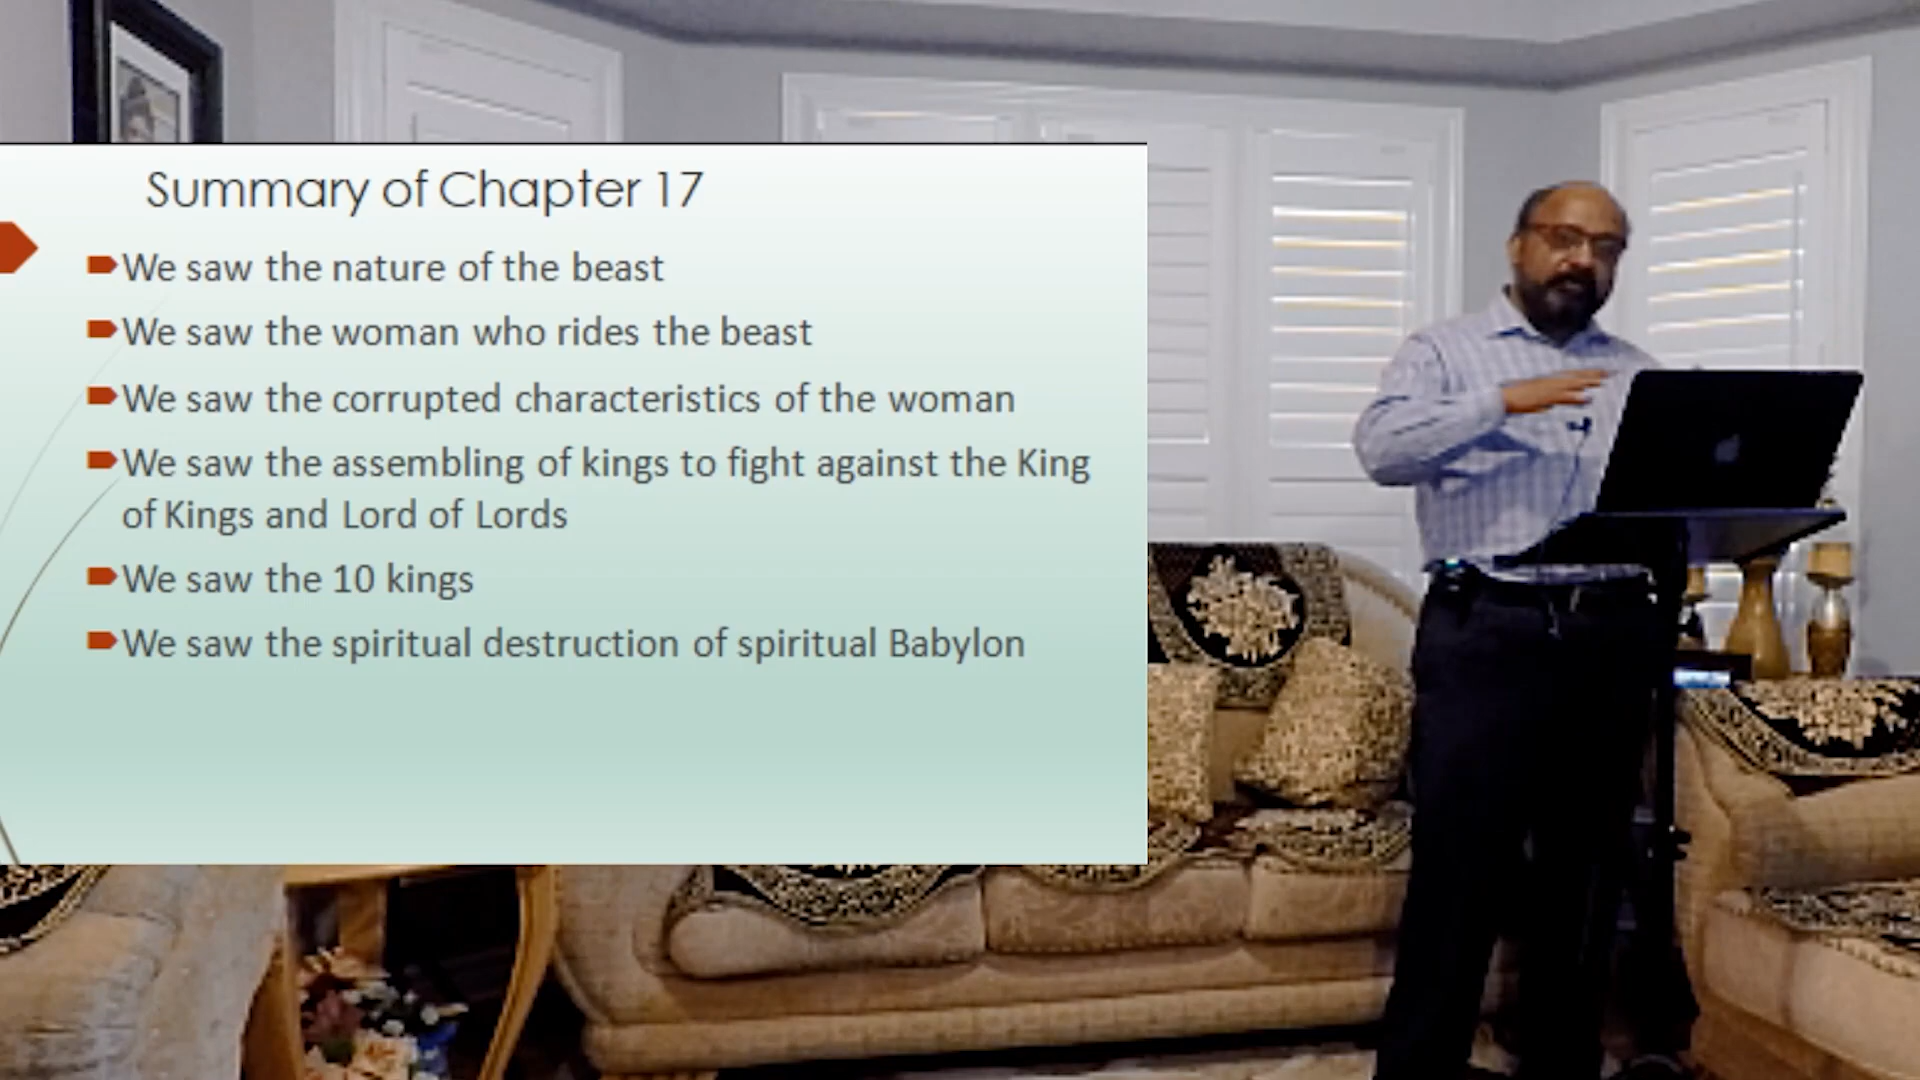 Summary of Chapter 17
We saw the nature of the beast
We saw the woman who rides the beast
We saw the corrupted characteristics of the woman
We saw the assembling of kings to fight against the King
of Kings and Lord of Lords
We saw the 10 kings
We saw the spiritual destruction of spiritual Babylon